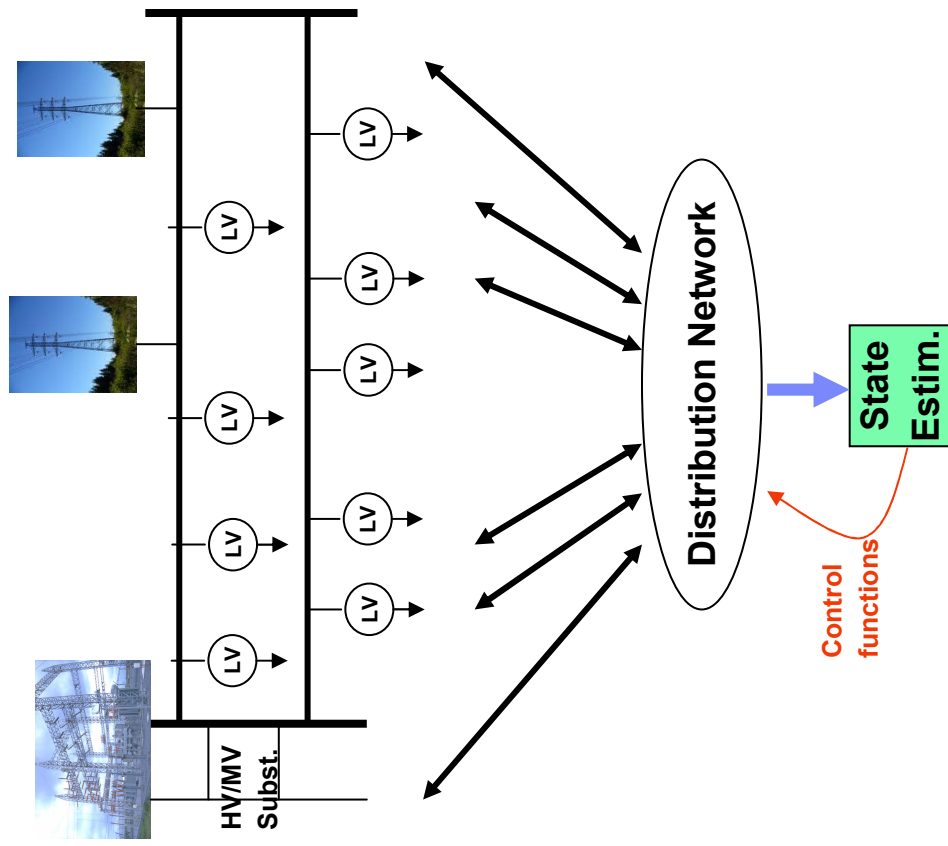 HV/MV
Subst.
LV
LV
LV
LV
LV
LV
LV
LV
LV
Distribution Network
State
Estim.
Control
functions